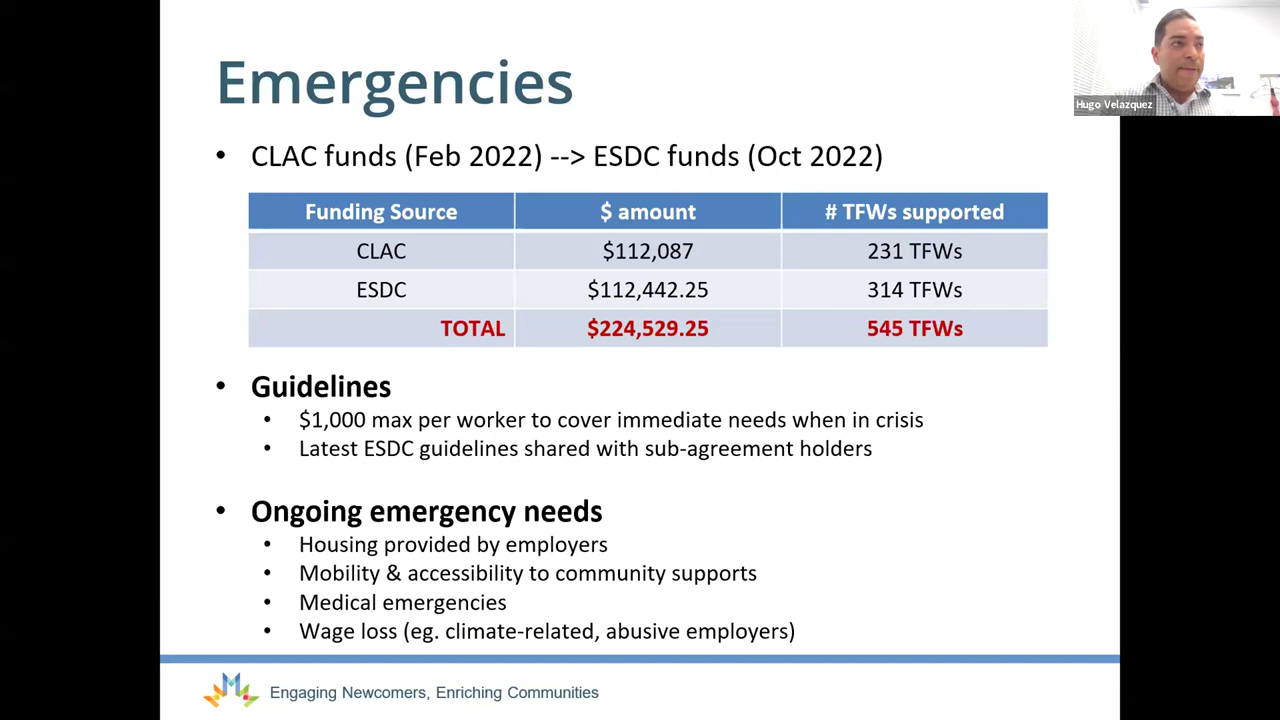 Emergencies
Hugo Velazquez
• CLAC funds (Feb 2022) --> ESDC funds (Oct 2022)
Funding Source $ amount # TFWs supported
CLAC $112,087 231 TFWs
ESDC $112,442.25 314 TFWs
TOTAL $224,529.25 545 TFWs
• Guidelines
• $1,000 max per worker to cover immediate needs when in crisis
• Latest ESDC guidelines shared with sub-agreement holders
• Ongoing emergency needs
• Housing provided by employers
• Mobility & accessibility to community supports
• Medical emergencies
• Wage loss (eg. climate-related, abusive employers)
Engaging Newcomers, Enriching Communities